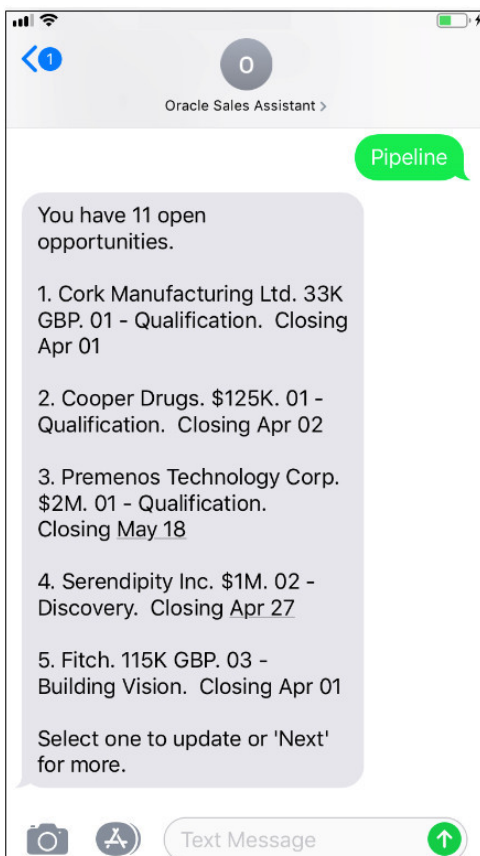 1
O
Oracle Sales Assistant >
Pipeline
You have 11 open
opportunities.
1. Cork Manufacturing Ltd. 33K
GBP. 01 - Qualification.  Closing
Apr 01
2. Cooper Drugs. $125K. 01 -
Qualification.  Closing Apr 02
3. Premenos Technology Corp.
$2M. 01 - Qualification.
Closing May 18
4. Serendipity Inc. $1M. 02 -
Discovery.  Closing Apr 27
5. Fitch. 115K GBP. 03 -
Building Vision.  Closing Apr 01
Select one to update or 'Next'
for more.
Text Message